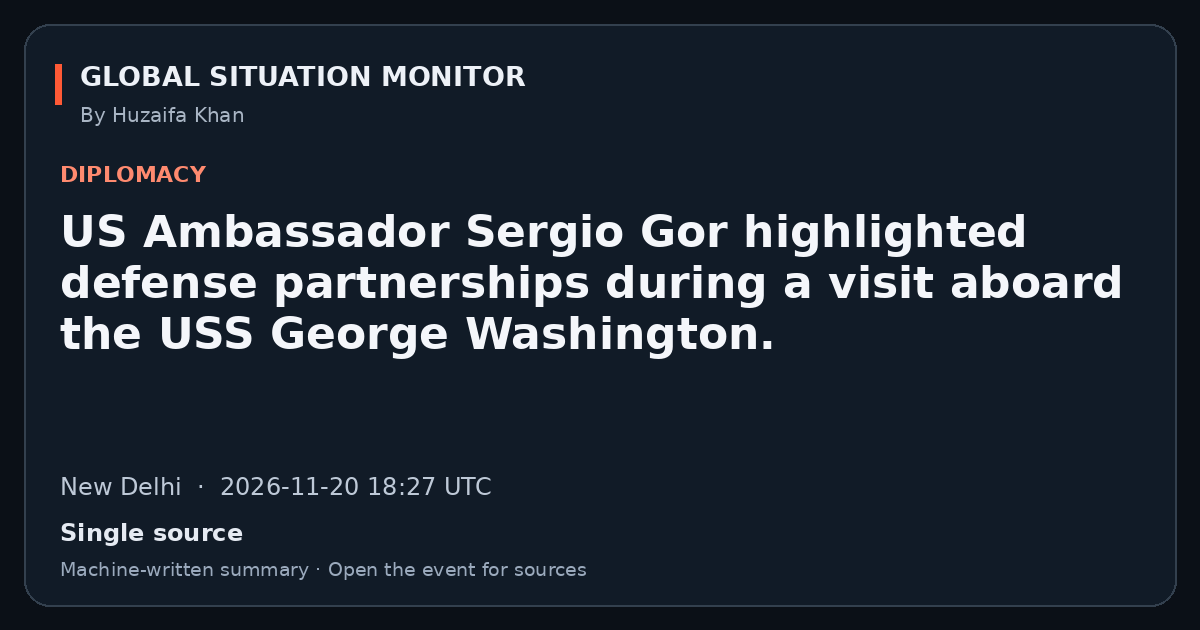 GLOBAL SITUATION MONITOR
By Huzaifa Khan
DIPLOMACY
US Ambassador Sergio Gor highlighted
defense partnerships during a visit aboard
the USS George Washington.
New Delhi · 2026-11-20 18:27 UTC
Single source
Machine-written summary · Open the event for sources